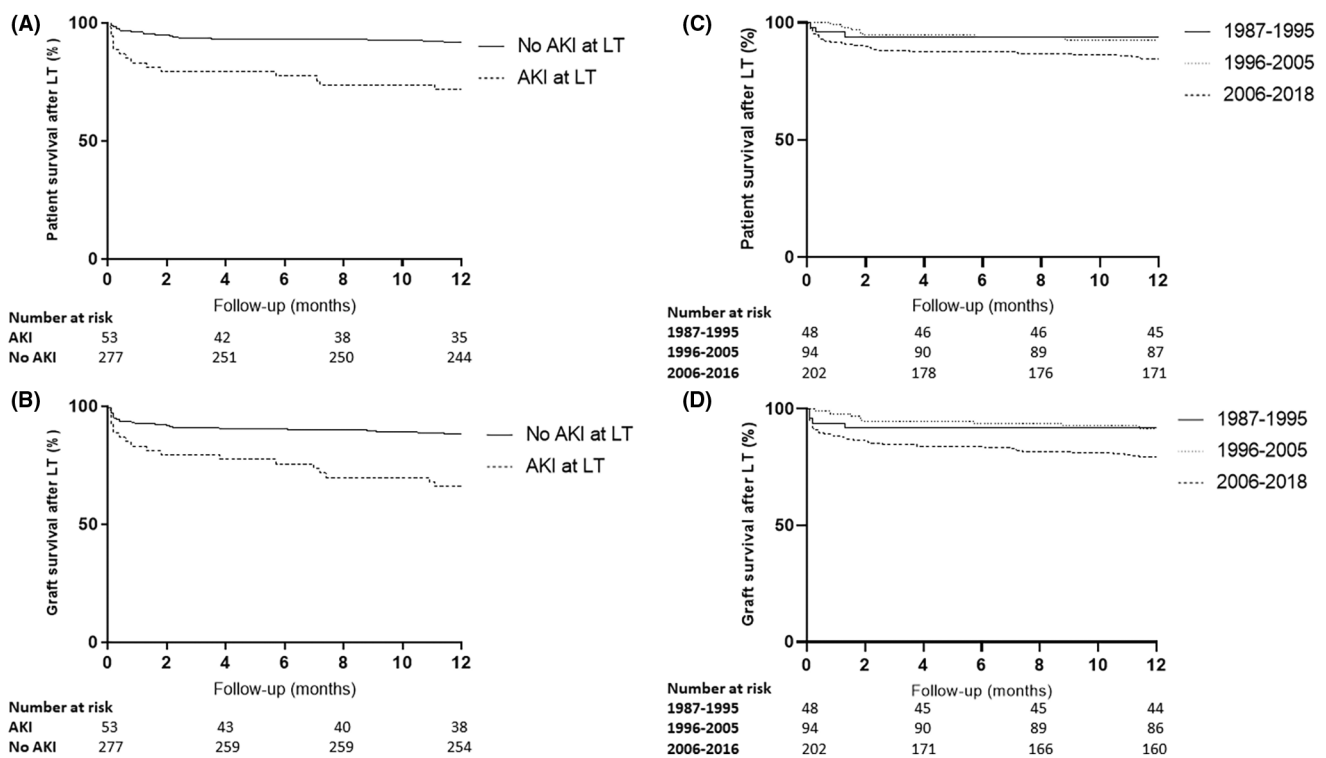 (A)
100
50
0
Patient survival after LT (%)
No AKI at LT
AKI at LT
0 2 4 6 8 10 12
Follow-up (months)
Number at risk
AKI 53 42 38 35
No AKI 277 251 250 244
(B)
100
50
0
Graft survival after LT (%)
No AKI at LT
AKI at LT
0 2 4 6 8 10 12
Follow-up (months)
Number at risk
AKI 53 43 40 38
No AKI 277 259 259 254
(C)
100
50
0
Patient survival after LT (%)
1987-1995
1996-2005
2006-2018
0 2 4 6 8 10 12
Follow-up (months)
Number at risk
1987-1995 48 46 46 45
1996-2005 94 90 89 87
2006-2016 202 178 176 171
(D)
100
50
0
Graft survival after LT (%)
1987-1995
1996-2005
2006-2018
0 2 4 6 8 10 12
Follow-up (months)
Number at risk
1987-1995 48 45 45 44
1996-2005 94 90 89 86
2006-2016 202 171 166 160